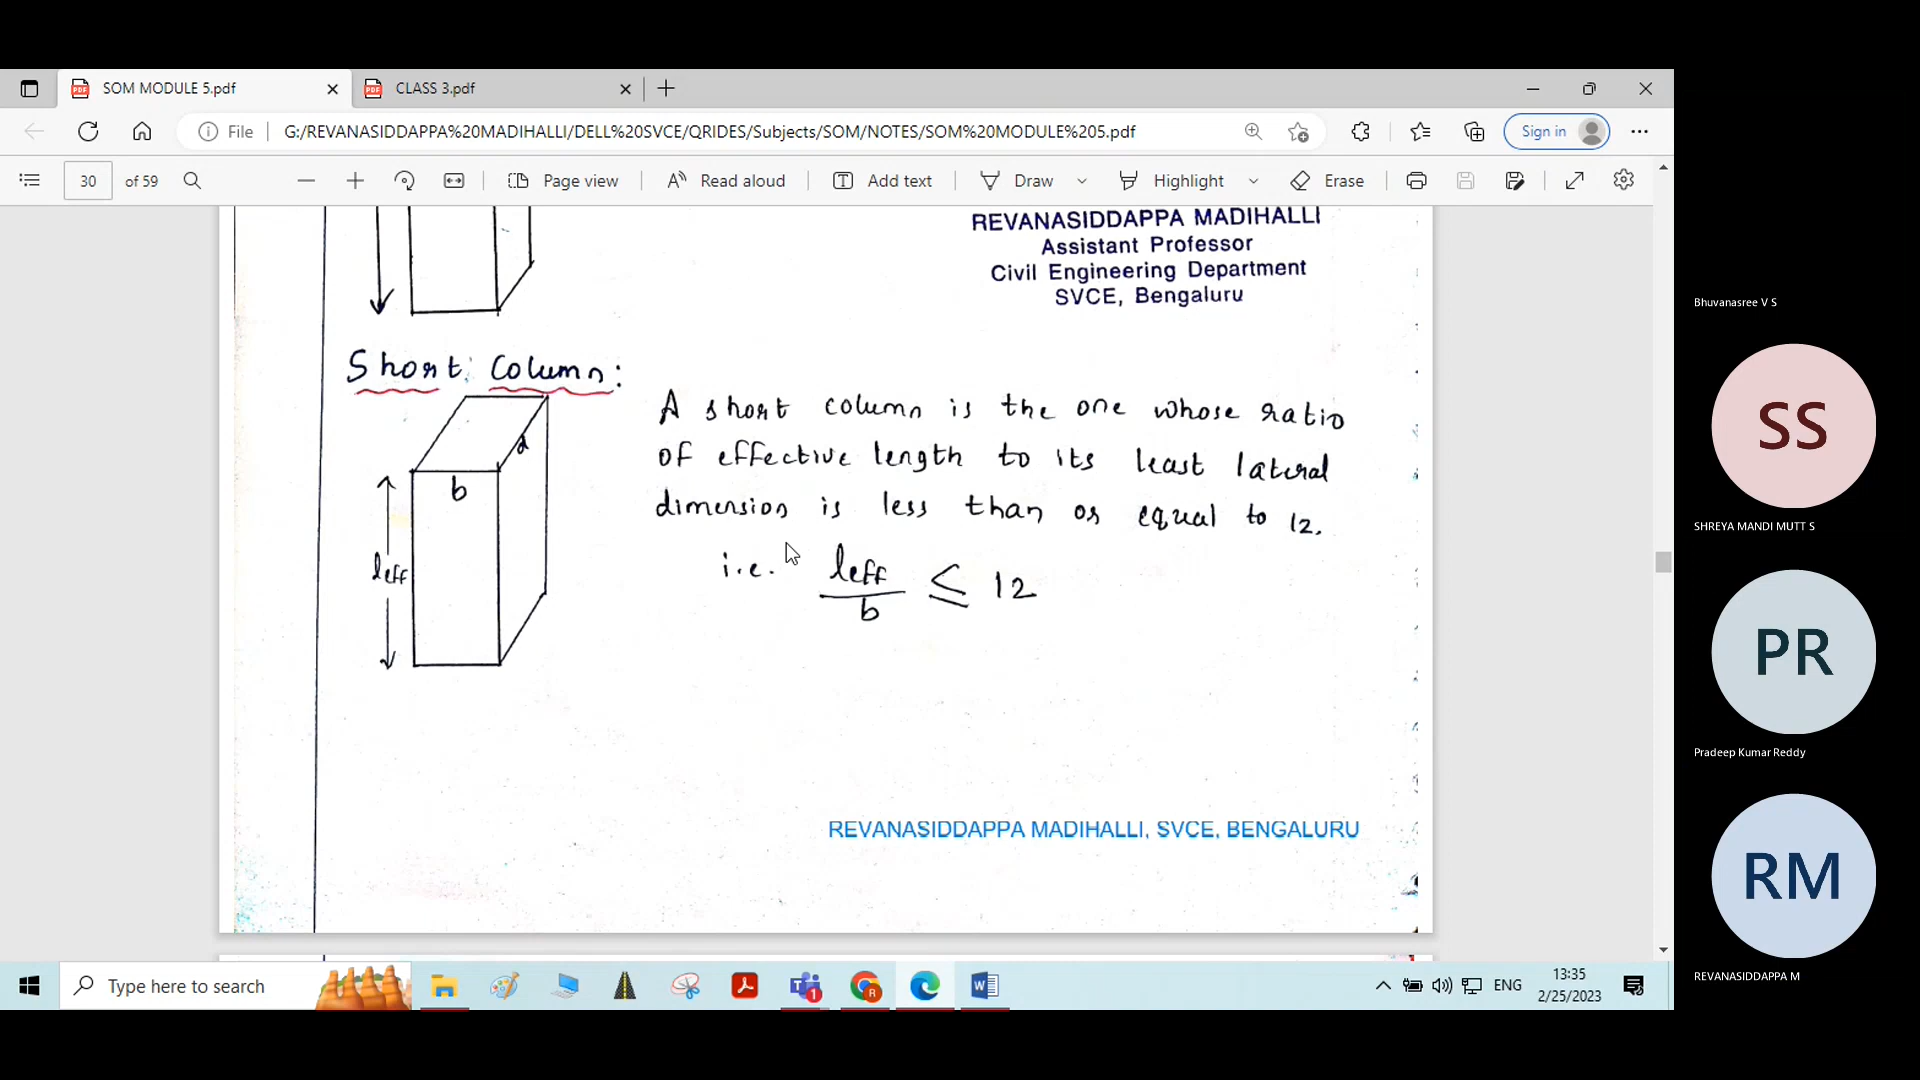 SOM MODULE 5.pdf
CLASS 3.pdf
File
G:/REVANASIDDAPPA%20MADIHALLI/DELL%20SVCE/QRIDES/Subjects/SOM/NOTES/SOM%20MODULE%205.pdf
Sign in
30 of 59
Page view
Read aloud
Add text
Draw
Highlight
Erase
REVANASIDDAPPA MADIHALLI
Assistant Professor
Civil Engineering Department
SVCE, Bengaluru
Short Column:
A short column is the one whose ratio
of effective length to its least lateral
dimension is less than or equal to 12.
i.e. leff/b ≤ 12
d
b
leff
REVANASIDDAPPA MADIHALLI, SVCE, BENGALURU
Bhuvanasree V S
SS
SHREYA MANDI MUTT S
PR
Pradeep Kumar Reddy
RM
REVANASIDDAPPA M
Type here to search
1
R
ENG
13:35
2/25/2023